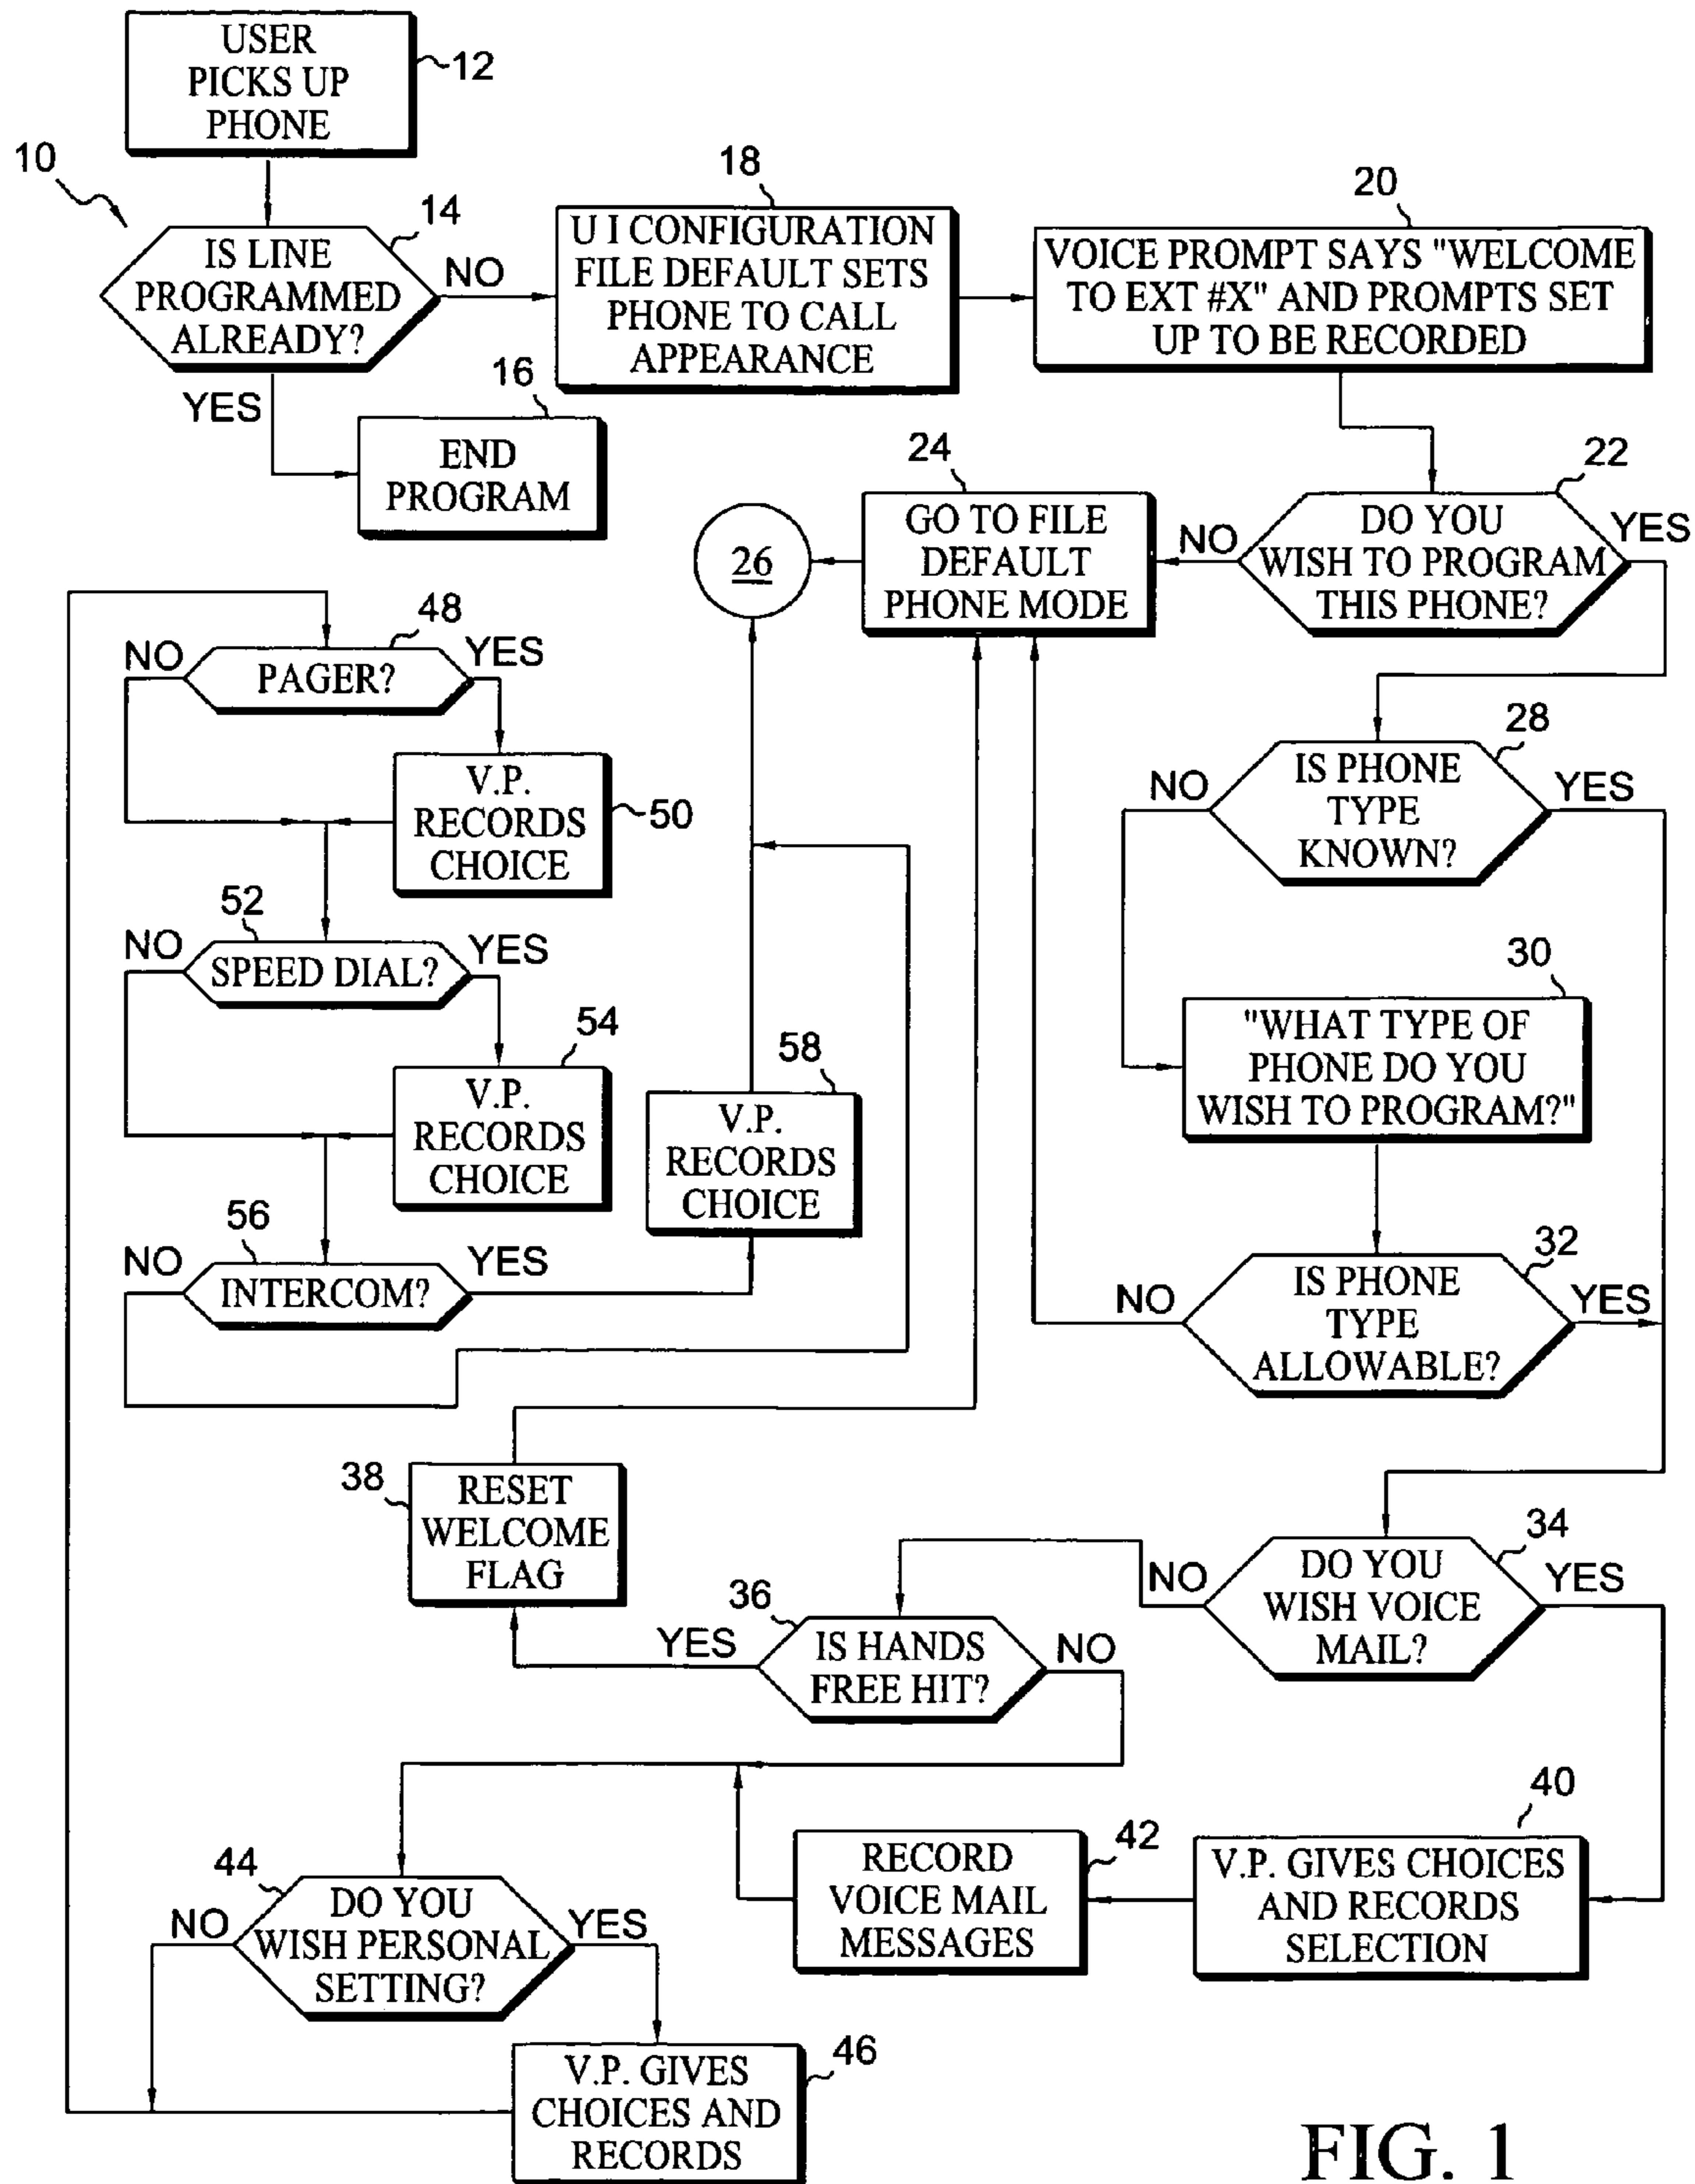 USER
PICKS UP
PHONE
12
10
14
IS LINE
PROGRAMMED
ALREADY?
NO
YES
16
END
PROGRAM
18
U I CONFIGURATION
FILE DEFAULT SETS
PHONE TO CALL
APPEARANCE
20
VOICE PROMPT SAYS "WELCOME
TO EXT #X" AND PROMPTS SET
UP TO BE RECORDED
22
DO YOU
WISH TO PROGRAM
THIS PHONE?
NO
YES
24
GO TO FILE
DEFAULT
PHONE MODE
26
28
IS PHONE
TYPE
KNOWN?
NO
YES
30
"WHAT TYPE OF
PHONE DO YOU
WISH TO PROGRAM?"
32
IS PHONE
TYPE
ALLOWABLE?
NO
YES
34
DO YOU
WISH VOICE
MAIL?
NO
YES
36
IS HANDS
FREE HIT?
YES
NO
38
RESET
WELCOME
FLAG
40
V.P. GIVES CHOICES
AND RECORDS
SELECTION
42
RECORD
VOICE MAIL
MESSAGES
44
DO YOU
WISH PERSONAL
SETTING?
NO
YES
46
V.P. GIVES
CHOICES AND
RECORDS
48
PAGER?
NO
YES
V.P.
RECORDS
CHOICE
50
52
SPEED DIAL?
NO
YES
54
V.P.
RECORDS
CHOICE
56
INTERCOM?
NO
YES
58
V.P.
RECORDS
CHOICE
FIG. 1